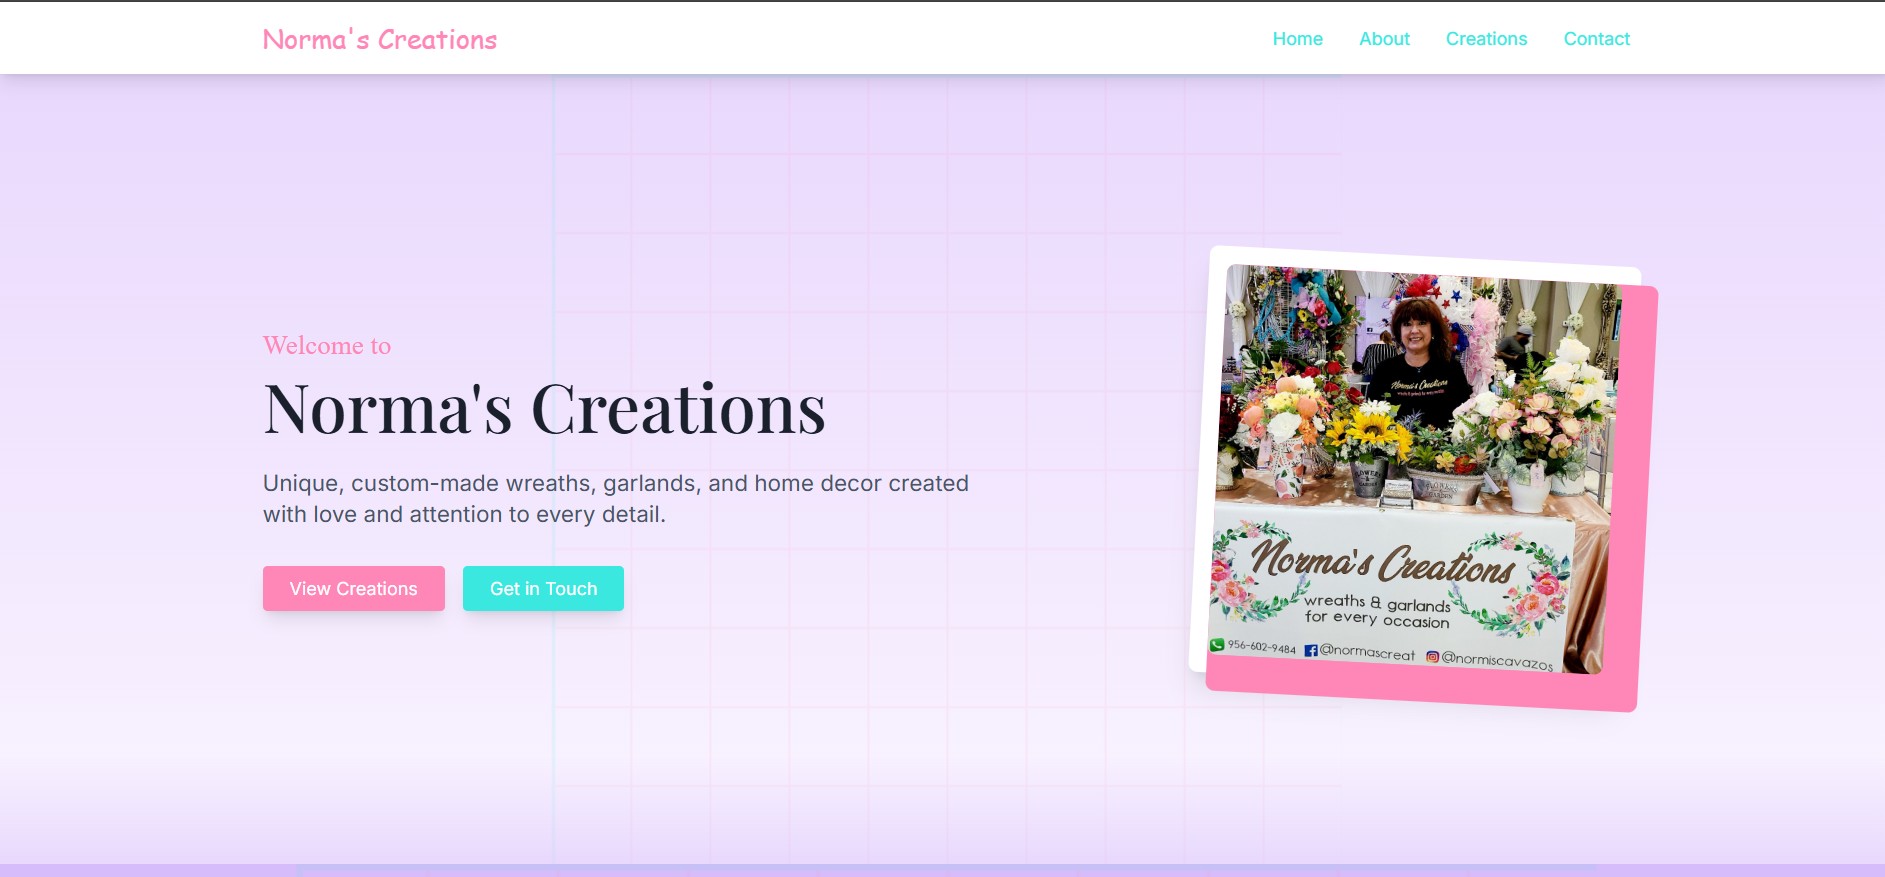 Norma's Creations
Home About Creations Contact
Welcome to
Norma's Creations
Unique, custom-made wreaths, garlands, and home decor created
with love and attention to every detail.
View Creations Get in Touch
Norma's Creations
FLOWERS
GARDEN
Norma's Creations
wreaths & garlands
for every occasion
956-602-9484 @normascreat @normiscavazos